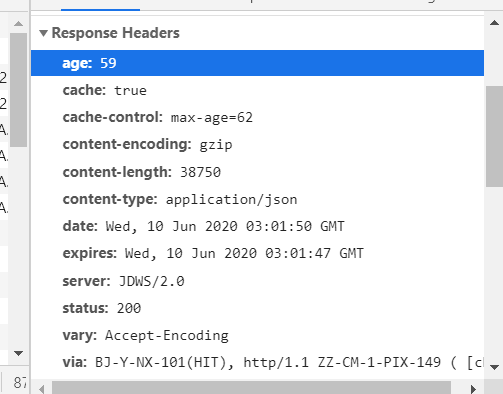 Response Headers
age: 59
cache: true
cache-control: max-age=62
content-encoding: gzip
content-length: 38750
content-type: application/json
date: Wed, 10 Jun 2020 03:01:50 GMT
expires: Wed, 10 Jun 2020 03:01:47 GMT
server: JDWS/2.0
status: 200
vary: Accept-Encoding
via: BJ-Y-NX-101(HIT), http/1.1 ZZ-CM-1-PIX-149 ( [c
2
2
A.
A.
A.
A.
87